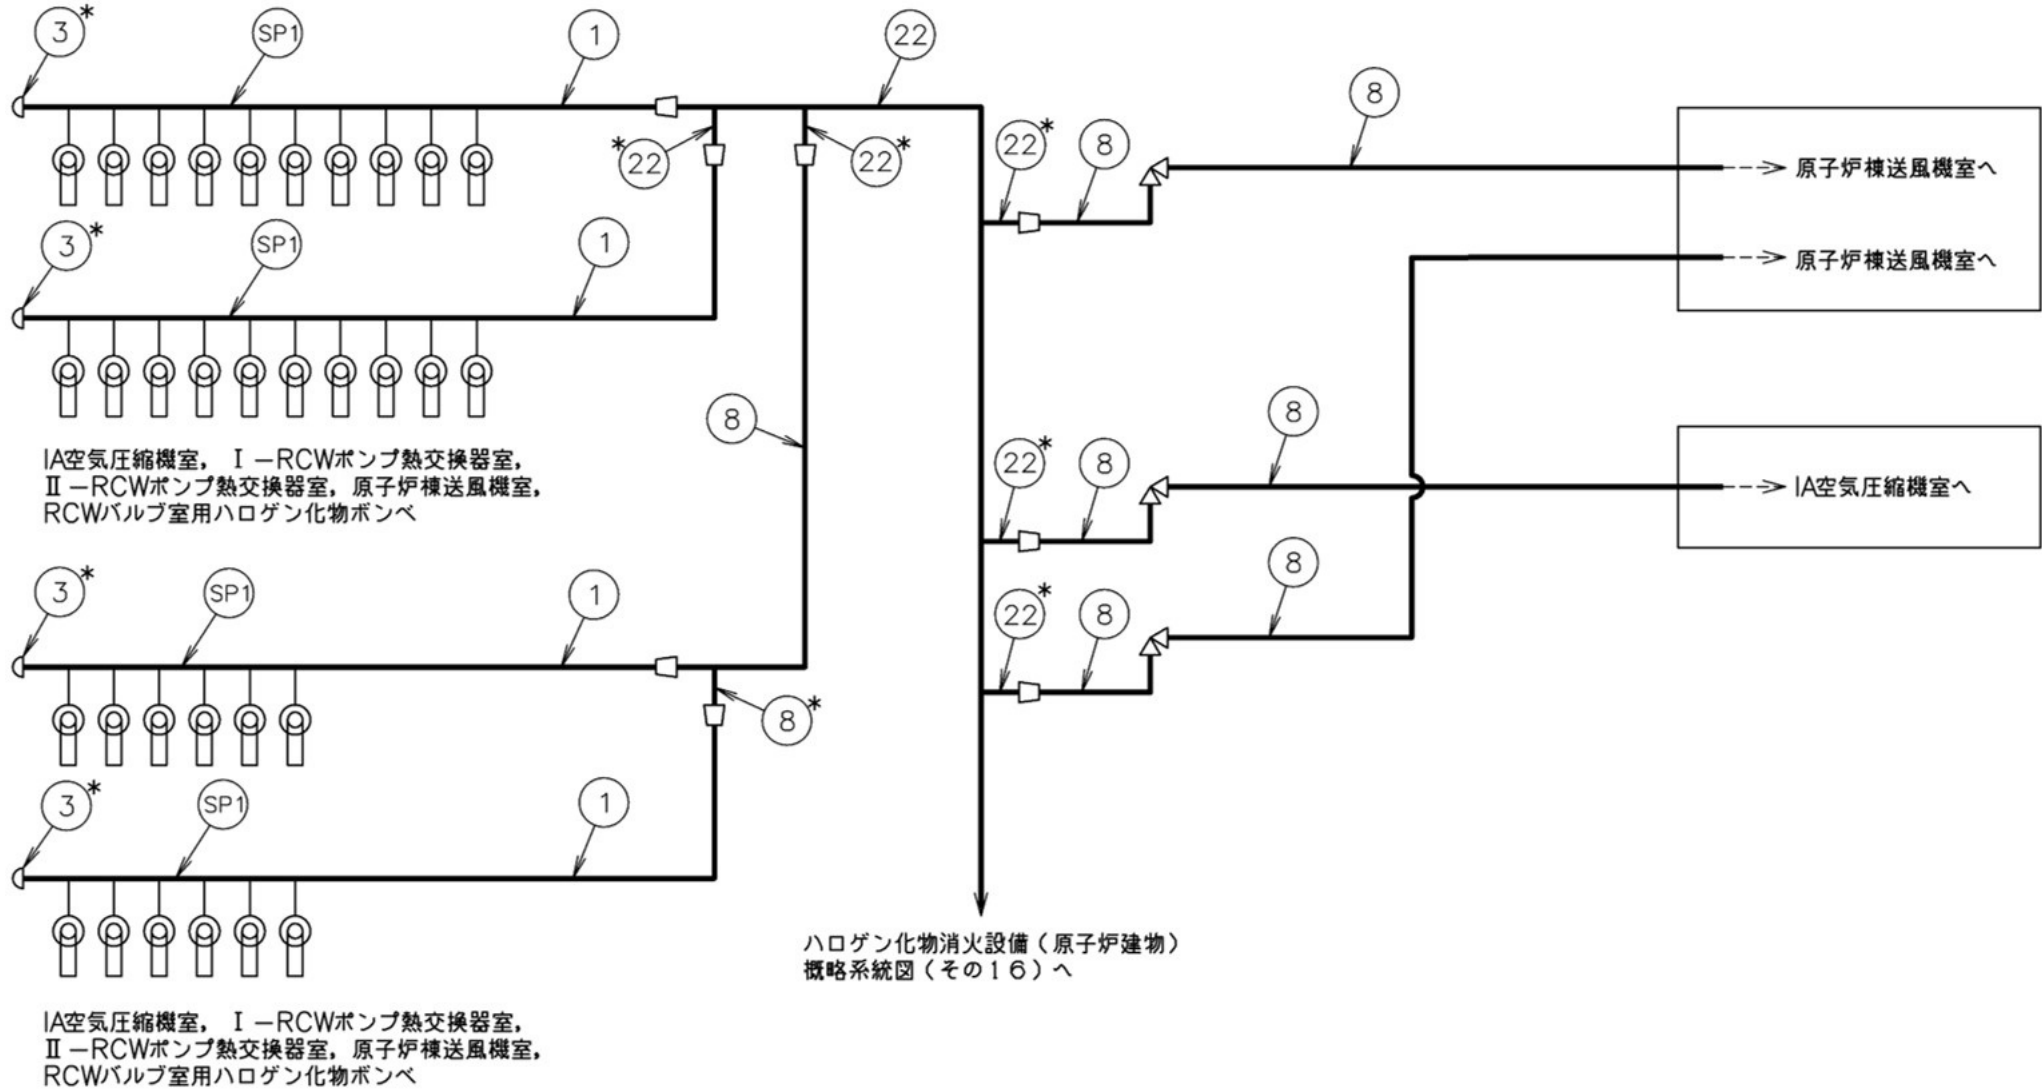 3* SP1 1 22
8
22* 8
*22 22*
原子炉棟送風機室へ
3* SP1 1
原子炉棟送風機室へ
8
8
IA空気圧縮機室, Ⅰ－RCWポンプ熱交換器室,
Ⅱ－RCWポンプ熱交換器室, 原子炉棟送風機室,
RCWバルブ室用ハロゲン化物ボンベ
22* 8
IA空気圧縮機室へ
3* SP1 1
8
22* 8
8*
3* SP1 1
ハロゲン化物消火設備（原子炉建物）
概略系統図（その１６）へ
IA空気圧縮機室, Ⅰ－RCWポンプ熱交換器室,
Ⅱ－RCWポンプ熱交換器室, 原子炉棟送風機室,
RCWバルブ室用ハロゲン化物ボンベ